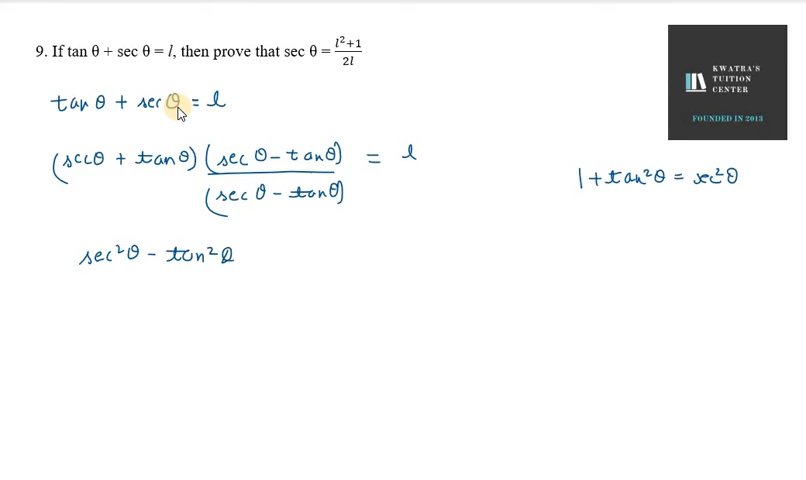 9. If tan θ + sec θ = l, then prove that sec θ = (l²+1)/(2l)
KWATRA'S
TUITION
CENTER
FOUNDED IN 2013
tan θ + sec θ = l
(sec θ + tan θ) (sec θ - tan θ)/(sec θ - tan θ) = l
1 + tan²θ = sec²θ
sec²θ - tan²θ